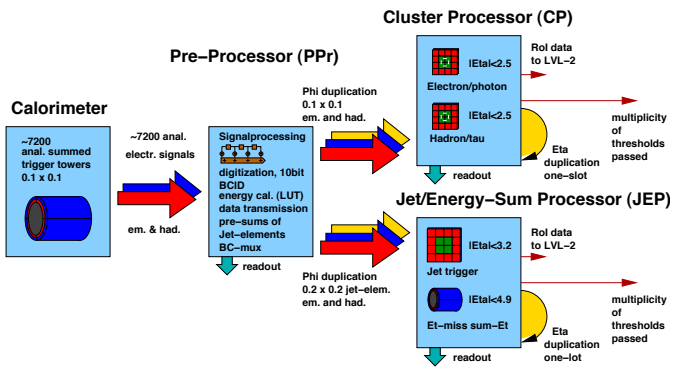 Cluster Processor (CP)
Pre−Processor (PPr)
Calorimeter
~7200
anal. summed
trigger towers
0.1 x 0.1
~7200 anal.
electr. signals
em. & had.
Signalprocessing
digitization, 10bit
BCID
energy cal. (LUT)
data transmission
pre−sums of
Jet−elements
BC−mux
readout
Phi duplication
0.1 x 0.1
em. and had.
Phi duplication
0.2 x 0.2 jet−elem.
em. and had.
|Etal<2.5
Electron/photon
|Etal<2.5
Hadron/tau
readout
RoI data
to LVL−2
multiplicity
of
thresholds
passed
Eta
duplication
one−slot
Jet/Energy−Sum Processor (JEP)
|Etal<3.2
Jet trigger
|Etal<4.9
Et−miss sum−Et
readout
RoI data
to LVL−2
multiplicity
of
thresholds
passed
Eta
duplication
one−lot